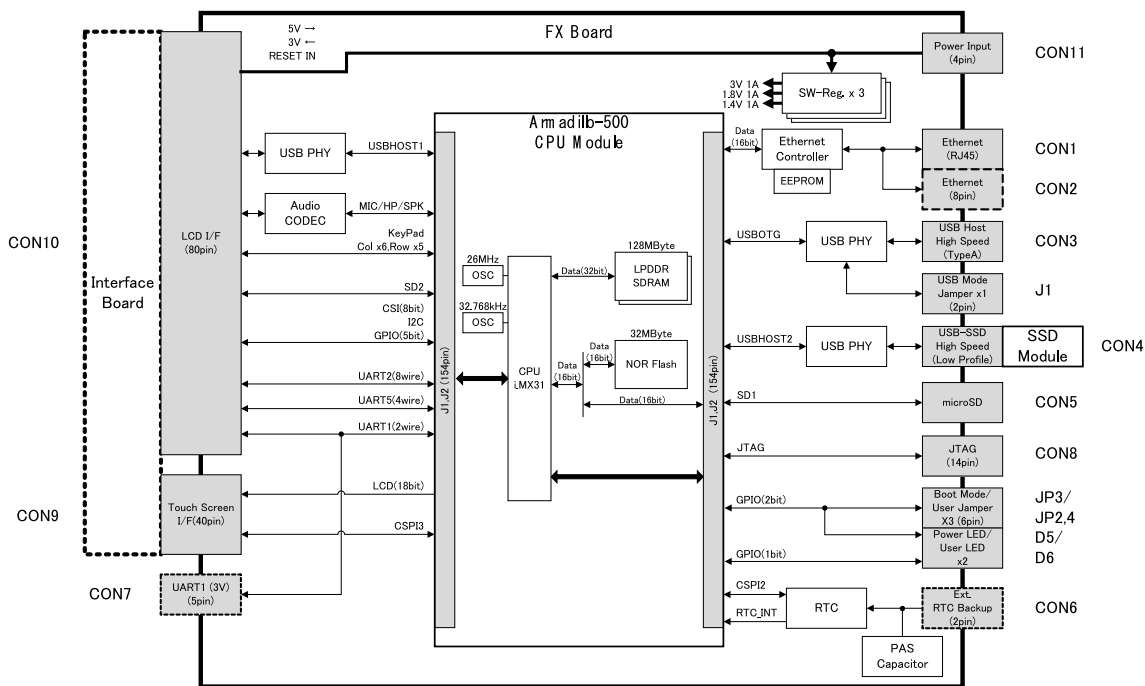 5V →
3V ←
RESET IN
FX Board
Power Input
(4pin)
CON11
3V 1A
1.8V 1A
1.4V 1A
SW-Reg. x 3
Armadillo-500
CPU Module
Data
(16bit)
Ethernet
Controller
EEPROM
Ethernet
(RJ45)
CON1
Ethernet
(8pin)
CON2
USB PHY
USBHOST1
Audio
CODEC
MIC/HP/SPK
KeyPad
Col x6,Row x5
CON10
Interface
Board
LCD I/F
(80pin)
SD2
CSI(8bit)
I2C
GPIO(5bit)
UART2(8wire)
UART5(4wire)
UART1(2wire)
J1,J2 (154pin)
26MHz
OSC
32.768kHz
OSC
CPU
i.MX31
Data(32bit)
128MByte
LPDDR
SDRAM
32MByte
Data
(16bit)
NOR Flash
Data
(16bit)
Data(16bit)
J1,J2 (154pin)
USBOTG
USB PHY
USB Host
High Speed
(TypeA)
CON3
USB Mode
Jamper x1
(2pin)
J1
USBHOST2
USB PHY
USB-SSD
High Speed
(Low Profile)
SSD
Module
CON4
SD1
microSD
CON5
JTAG
JTAG
(14pin)
CON8
CON9
Touch Screen
I/F(40pin)
LCD(18bit)
CSPI3
GPIO(2bit)
Boot Mode/
User Jamper
X3 (6pin)
JP3/
JP2,4
Power LED/
User LED
x2
D5/
D6
GPIO(1bit)
CON7
UART1 (3V)
(5pin)
CSPI2
RTC_INT
RTC
Ext.
RTC Backup
(2pin)
CON6
PAS
Capacitor